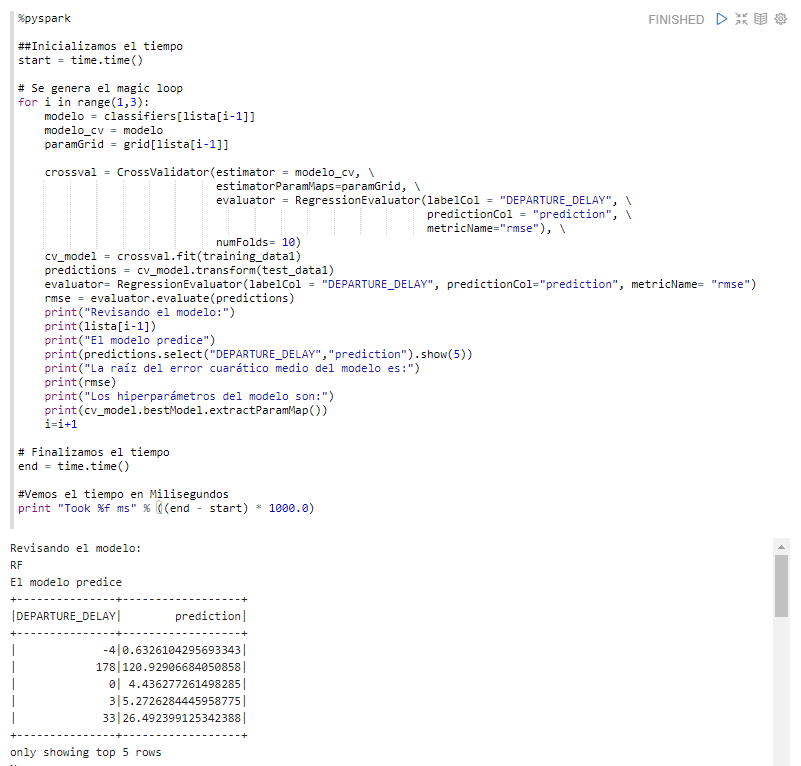 %pyspark
FINISHED
##Inicializamos el tiempo
start = time.time()
# Se genera el magic loop
for i in range(1,3):
    modelo = classifiers[lista[i-1]]
    modelo_cv = modelo
    paramGrid = grid[lista[i-1]]
    crossval = CrossValidator(estimator = modelo_cv, \
                              estimatorParamMaps=paramGrid, \
                              evaluator = RegressionEvaluator(labelCol = "DEPARTURE_DELAY", \
                                                              predictionCol = "prediction", \
                                                              metricName="rmse"), \
                              numFolds= 10)
    cv_model = crossval.fit(training_data1)
    predictions = cv_model.transform(test_data1)
    evaluator= RegressionEvaluator(labelCol = "DEPARTURE_DELAY", predictionCol="prediction", metricName= "rmse")
    rmse = evaluator.evaluate(predictions)
    print("Revisando el modelo:")
    print(lista[i-1])
    print("El modelo predice")
    print(predictions.select("DEPARTURE_DELAY","prediction").show(5))
    print("La raíz del error cuarático medio del modelo es:")
    print(rmse)
    print("Los hiperparámetros del modelo son:")
    print(cv_model.bestModel.extractParamMap())
    i=i+1
# Finalizamos el tiempo
end = time.time()
#Vemos el tiempo en Milisegundos
print "Took %f ms" % ((end - start) * 1000.0)
Revisando el modelo:
RF
El modelo predice
+---------------+------------------+
|DEPARTURE_DELAY|        prediction|
+---------------+------------------+
|             -4|0.6326104295693343|
|            178|120.92906684050858|
|              0| 4.436277261498285|
|              3|5.2726284445958775|
|             33|26.492399125342388|
+---------------+------------------+
only showing top 5 rows